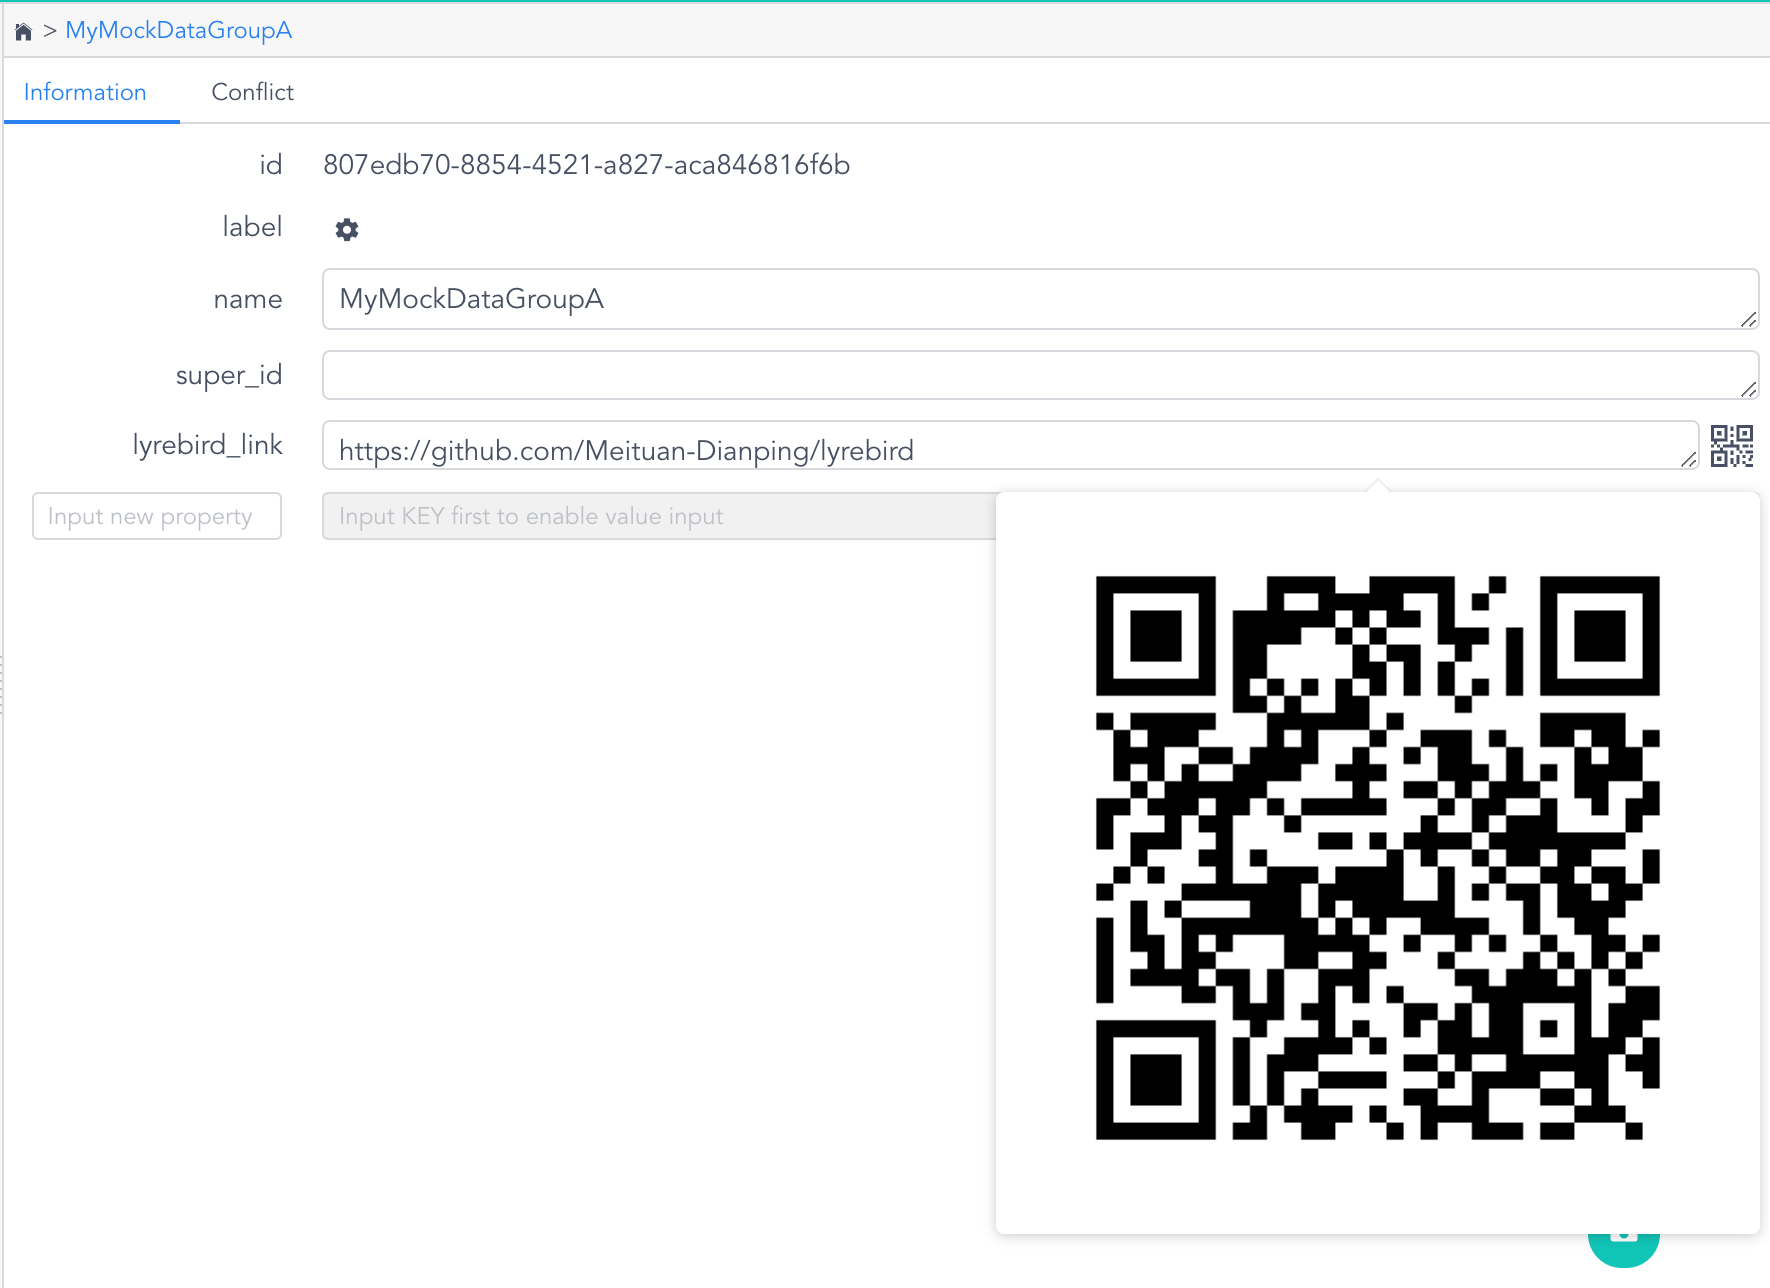 > MyMockDataGroupA
Information Conflict
id 807edb70-8854-4521-a827-aca846816f6b
label
name MyMockDataGroupA
super_id
lyrebird_link https://github.com/Meituan-Dianping/lyrebird
Input new property Input KEY first to enable value input